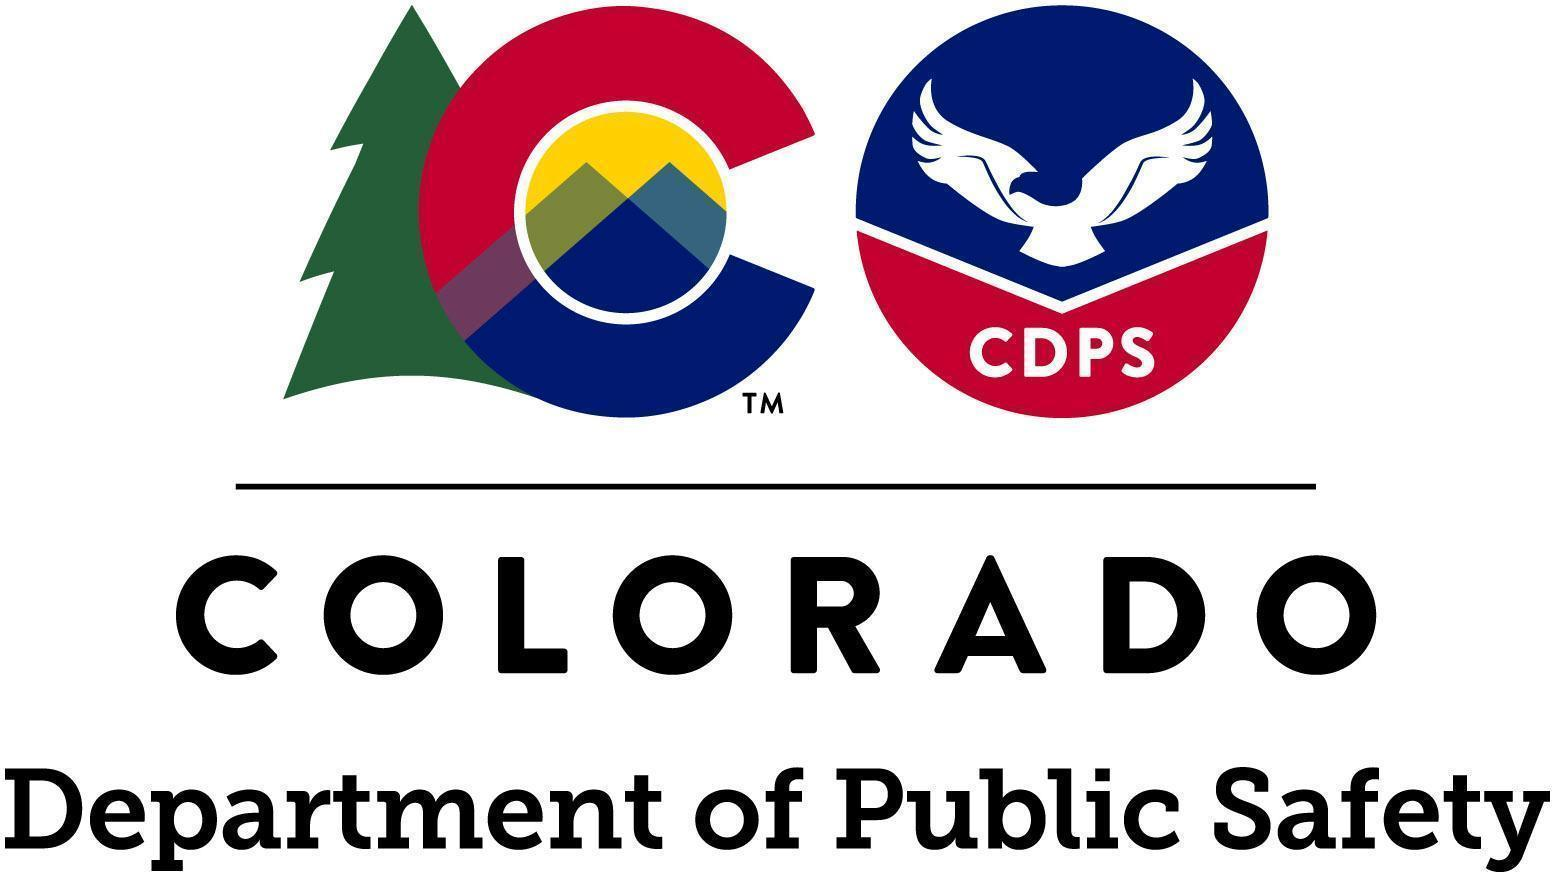 TM
CDPS
COLORADO
Department of Public Safety